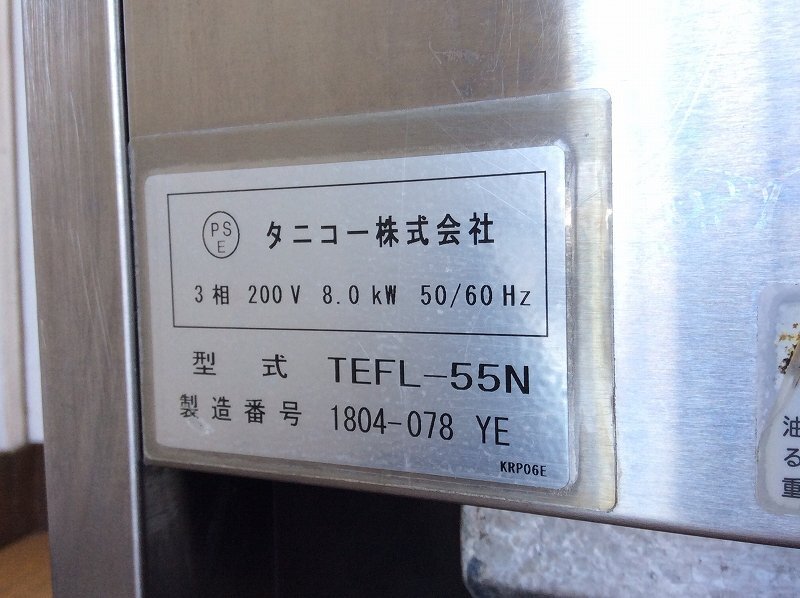 PS
E
タニコー株式会社
3相 200V 8.0kW 50/60Hz
型式 TEFL-55N
製造番号 1804-078 YE
KRP06E
油
る
重